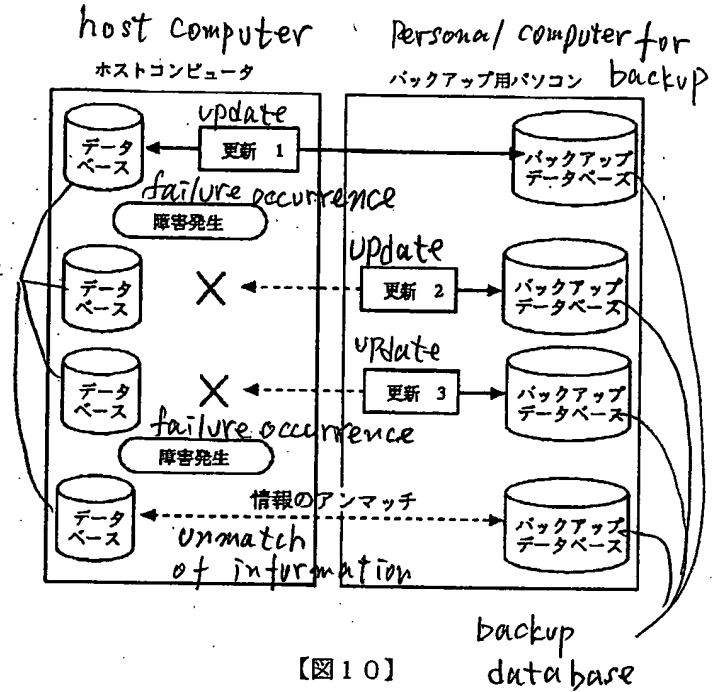 host computer
Personal computer for
backup
ホストコンピュータ
バックアップ用パソコン
update
データ
ベース
更新 1
バックアップ
データベース
failure occurrence
障害発生
update
データ
ベース
更新 2
バックアップ
データベース
update
データ
ベース
更新 3
バックアップ
データベース
failure occurrence
障害発生
情報のアンマッチ
データ
ベース
バックアップ
データベース
unmatch
of information
backup
database
【図10】